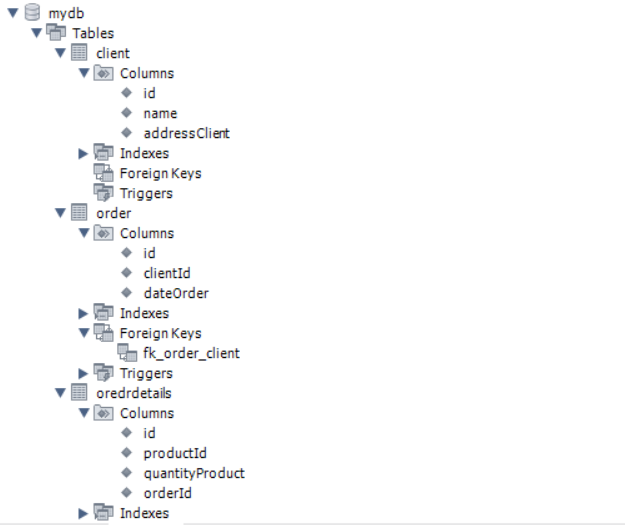 mydb
Tables
client
Columns
id
name
addressClient
Indexes
Foreign Keys
Triggers
order
Columns
id
clientId
dateOrder
Indexes
Foreign Keys
fk_order_client
Triggers
oredrdetails
Columns
id
productId
quantityProduct
orderId
Indexes